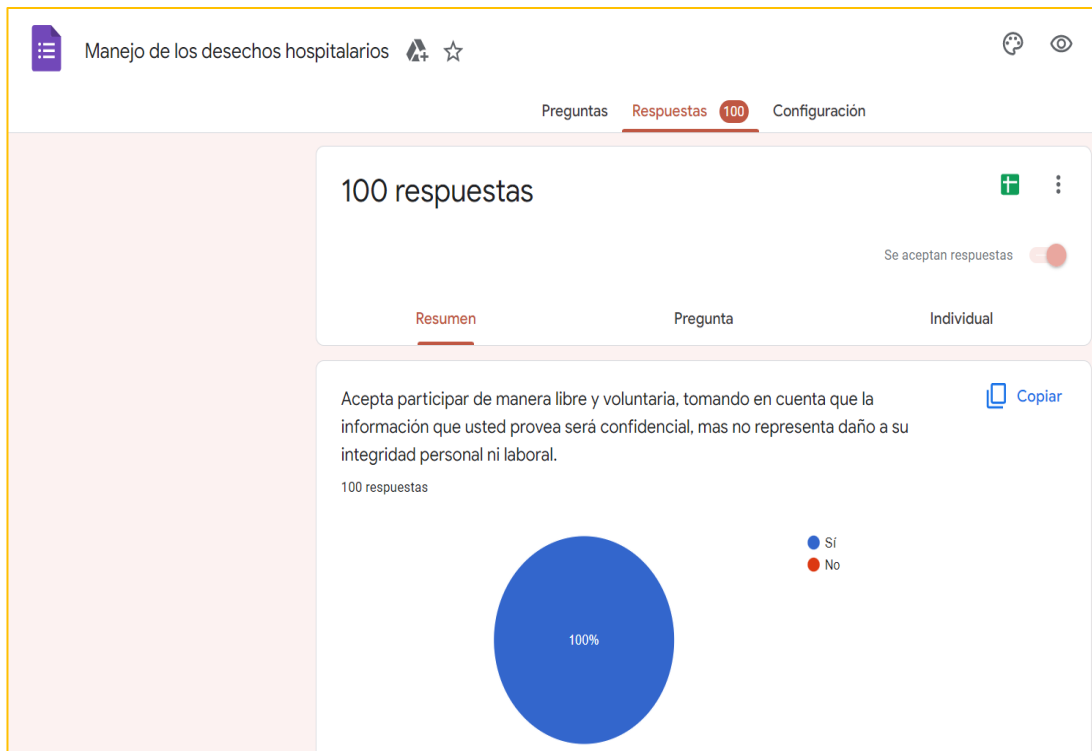 Manejo de los desechos hospitalarios
Preguntas Respuestas 100 Configuración
100 respuestas
Se aceptan respuestas
Resumen Pregunta Individual
Acepta participar de manera libre y voluntaria, tomando en cuenta que la
información que usted provea será confidencial, mas no representa daño a su
integridad personal ni laboral.
Copiar
100 respuestas
Sí
No
100%